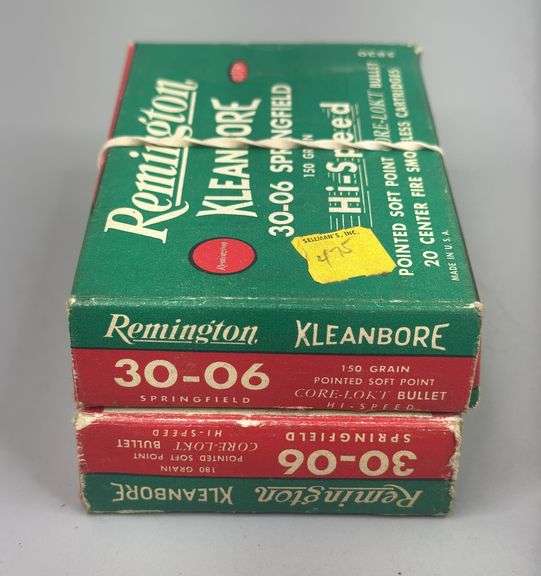 Remington
KLEANBORE
30-06 SPRINGFIELD
150 GRAIN
Hi-Speed
POINTED SOFT POINT CORE-LOKT BULLET
20 CENTER FIRE SMOKELESS CARTRIDGES
MADE IN U.S.A.
Remington
SELLMAN'S, INC.
475
Remington KLEANBORE
30-06
SPRINGFIELD
150 GRAIN
POINTED SOFT POINT
CORE-LOKT BULLET
HI-SPEED
Remington KLEANBORE
30-06
SPRINGFIELD
180 GRAIN
POINTED SOFT POINT
CORE-LOKT BULLET
HI-SPEED